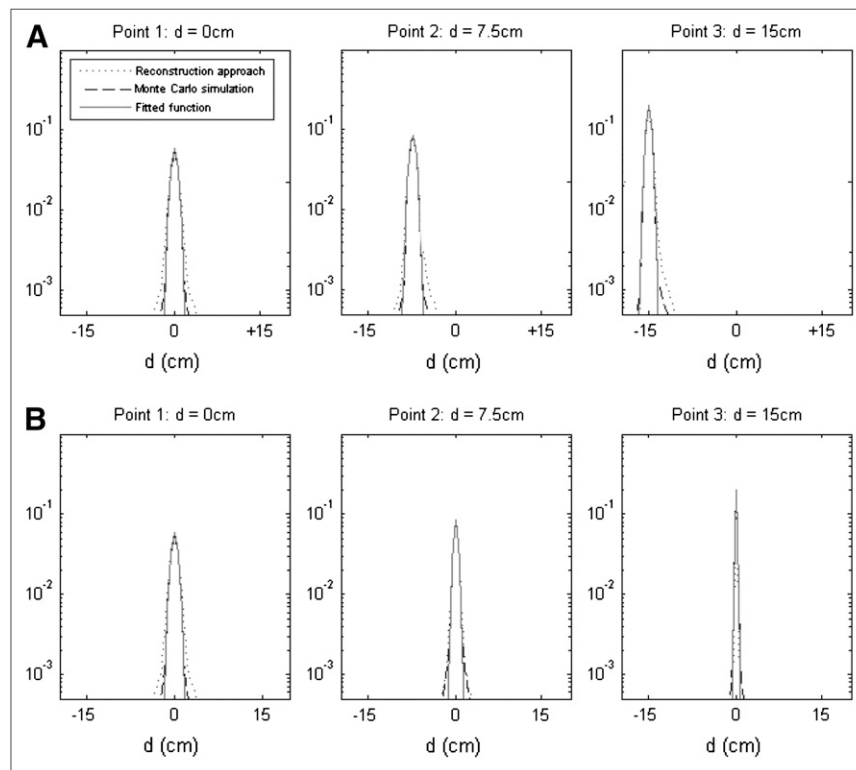 A
Point 1: d = 0cm
Point 2: d = 7.5cm
Point 3: d = 15cm
Reconstruction approach
Monte Carlo simulation
Fitted function
10-1
10-2
10-3
10-1
10-2
10-3
10-1
10-2
10-3
-15 0 +15
-15 0 +15
-15 0 +15
d (cm)
d (cm)
d (cm)
B
Point 1: d = 0cm
Point 2: d = 7.5cm
Point 3: d = 15cm
10-1
10-2
10-3
10-1
10-2
10-3
10-1
10-2
10-3
-15 0 15
-15 0 15
-15 0 15
d (cm)
d (cm)
d (cm)